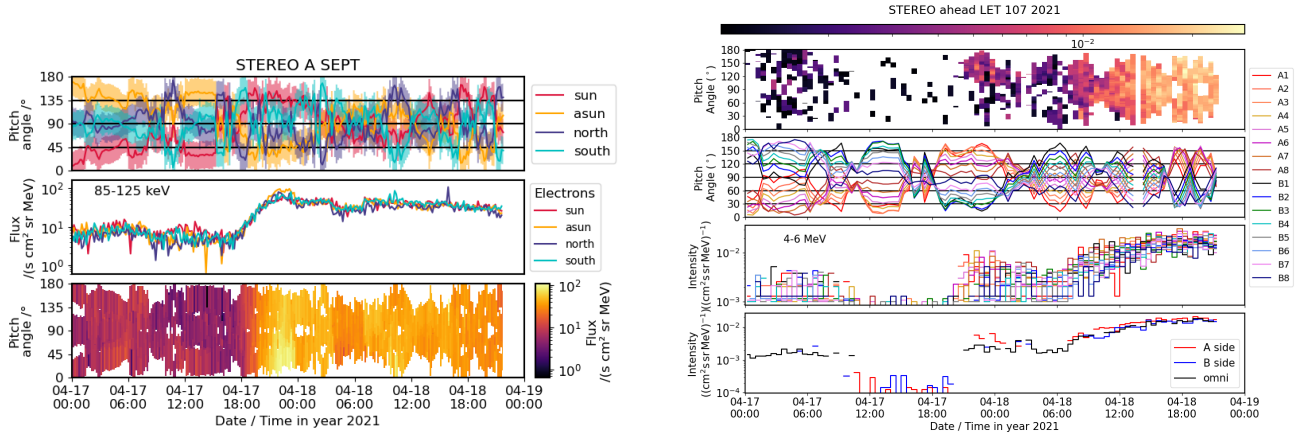 STEREO A SEPT
180
135
90
45
0
Pitch
angle /°
sun
asun
north
south
85-125 keV
10²
10¹
10⁰
Flux
/(s cm² sr MeV)
Electrons
sun
asun
north
south
180
135
90
45
0
Pitch
angle /°
10²
10¹
10⁰
Flux
/(s cm² sr MeV)
04-17 04-17 04-17 04-17 04-18 04-18 04-18 04-18 04-19
00:00 06:00 12:00 18:00 00:00 06:00 12:00 18:00 00:00
Date / Time in year 2021
STEREO ahead LET 107 2021
10⁻²
180
150
120
90
60
30
0
Pitch
Angle (°)
180
150
120
90
60
30
0
Pitch
Angle (°)
4-6 MeV
10⁻²
10⁻³
Intensity
((cm² sr s MeV)⁻¹)
10⁻²
10⁻³
10⁻⁴
Intensity
((cm² s sr MeV)⁻¹)
A side
B side
omni
04-17 04-17 04-17 04-17 04-18 04-18 04-18 04-18 04-19
00:00 06:00 12:00 18:00 00:00 06:00 12:00 18:00 00:00
Date / Time in year 2021
A1
A2
A3
A4
A5
A6
A7
A8
B1
B2
B3
B4
B5
B6
B7
B8